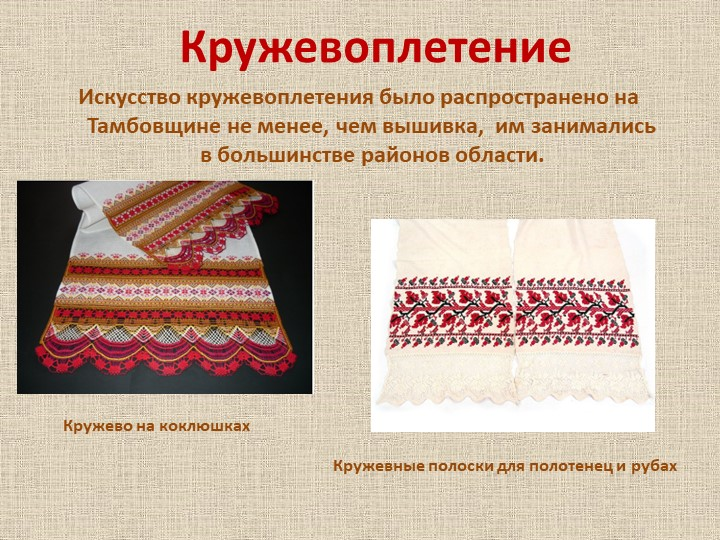 Кружевоплетение
Искусство кружевоплетения было распространено на
Тамбовщине не менее, чем вышивка, им занимались
в большинстве районов области.
Кружево на коклюшках
Кружевные полоски для полотенец и рубах